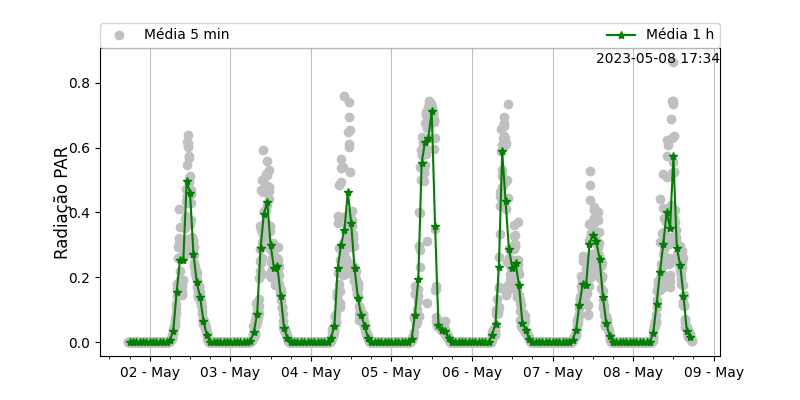 Média 5 min
Média 1 h
2023-05-08 17:34
Radiação PAR
0.8
0.6
0.4
0.2
0.0
02 - May
03 - May
04 - May
05 - May
06 - May
07 - May
08 - May
09 - May